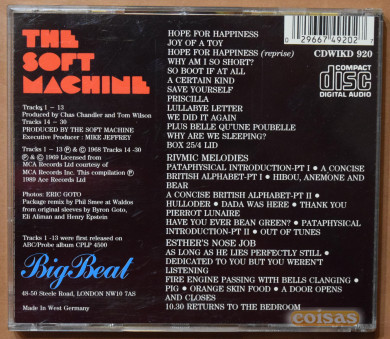 THE
SOFT
MACHINE
Tracks 1 - 13
Produced by Chas Chandler and Tom Wilson
Tracks 14 - 30
PRODUCED BY THE SOFT MACHINE
Executive Producer : MIKE JEFFREY
Tracks 1 - 13 ℗ & © 1968 Tracks 14 -30
℗ & © 1969 Licensed from
MCA Records Ltd courtesy of
MCA Records Inc. This compilation ℗
1989 Ace Records Ltd
Photos: ERIC GOTO
Package remix by Phil Smee at Waldos
from original sleeves by Byron Goto,
Eli Aliman and Henry Epstein
Tracks 1 -13 were first released on
ABC/Probe album CPLP 4500
Big Beat
48-50 Steele Road, LONDON NW10 7AS
Made in West Germany
HOPE FOR HAPPINESS
JOY OF A TOY
HOPE FOR HAPPINESS (reprise)
WHY AM I SO SHORT?
SO BOOT IF AT ALL
A CERTAIN KIND
SAVE YOURSELF
PRISCILLA
LULLABYE LETTER
WE DID IT AGAIN
PLUS BELLE QU'UNE POUBELLE
WHY ARE WE SLEEPING?
BOX 25/4 LID
RIVMIC MELODIES
PATAPHYSICAL INTRODUCTION-PT I • A CONCISE
BRITISH ALPHABET-PT I • HIBOU, ANEMONE AND
BEAR
A CONCISE BRITISH ALPHABET-PT II •
HULLODER • DADA WAS HERE • THANK YOU
PIERROT LUNAIRE
HAVE YOU EVER BEAN GREEN? • PATAPHYSICAL
INTRODUCTION-PT II • OUT OF TUNES
ESTHER'S NOSE JOB
AS LONG AS HE LIES PERFECTLY STILL •
DEDICATED TO YOU BUT YOU WEREN'T
LISTENING
FIRE ENGINE PASSING WITH BELLS CLANGING •
PIG • ORANGE SKIN FOOD • A DOOR OPENS
AND CLOSES
10.30 RETURNS TO THE BEDROOM
0 29667 49202 7
CDWIKD 920
COMPACT
disc
DIGITAL AUDIO
coisas